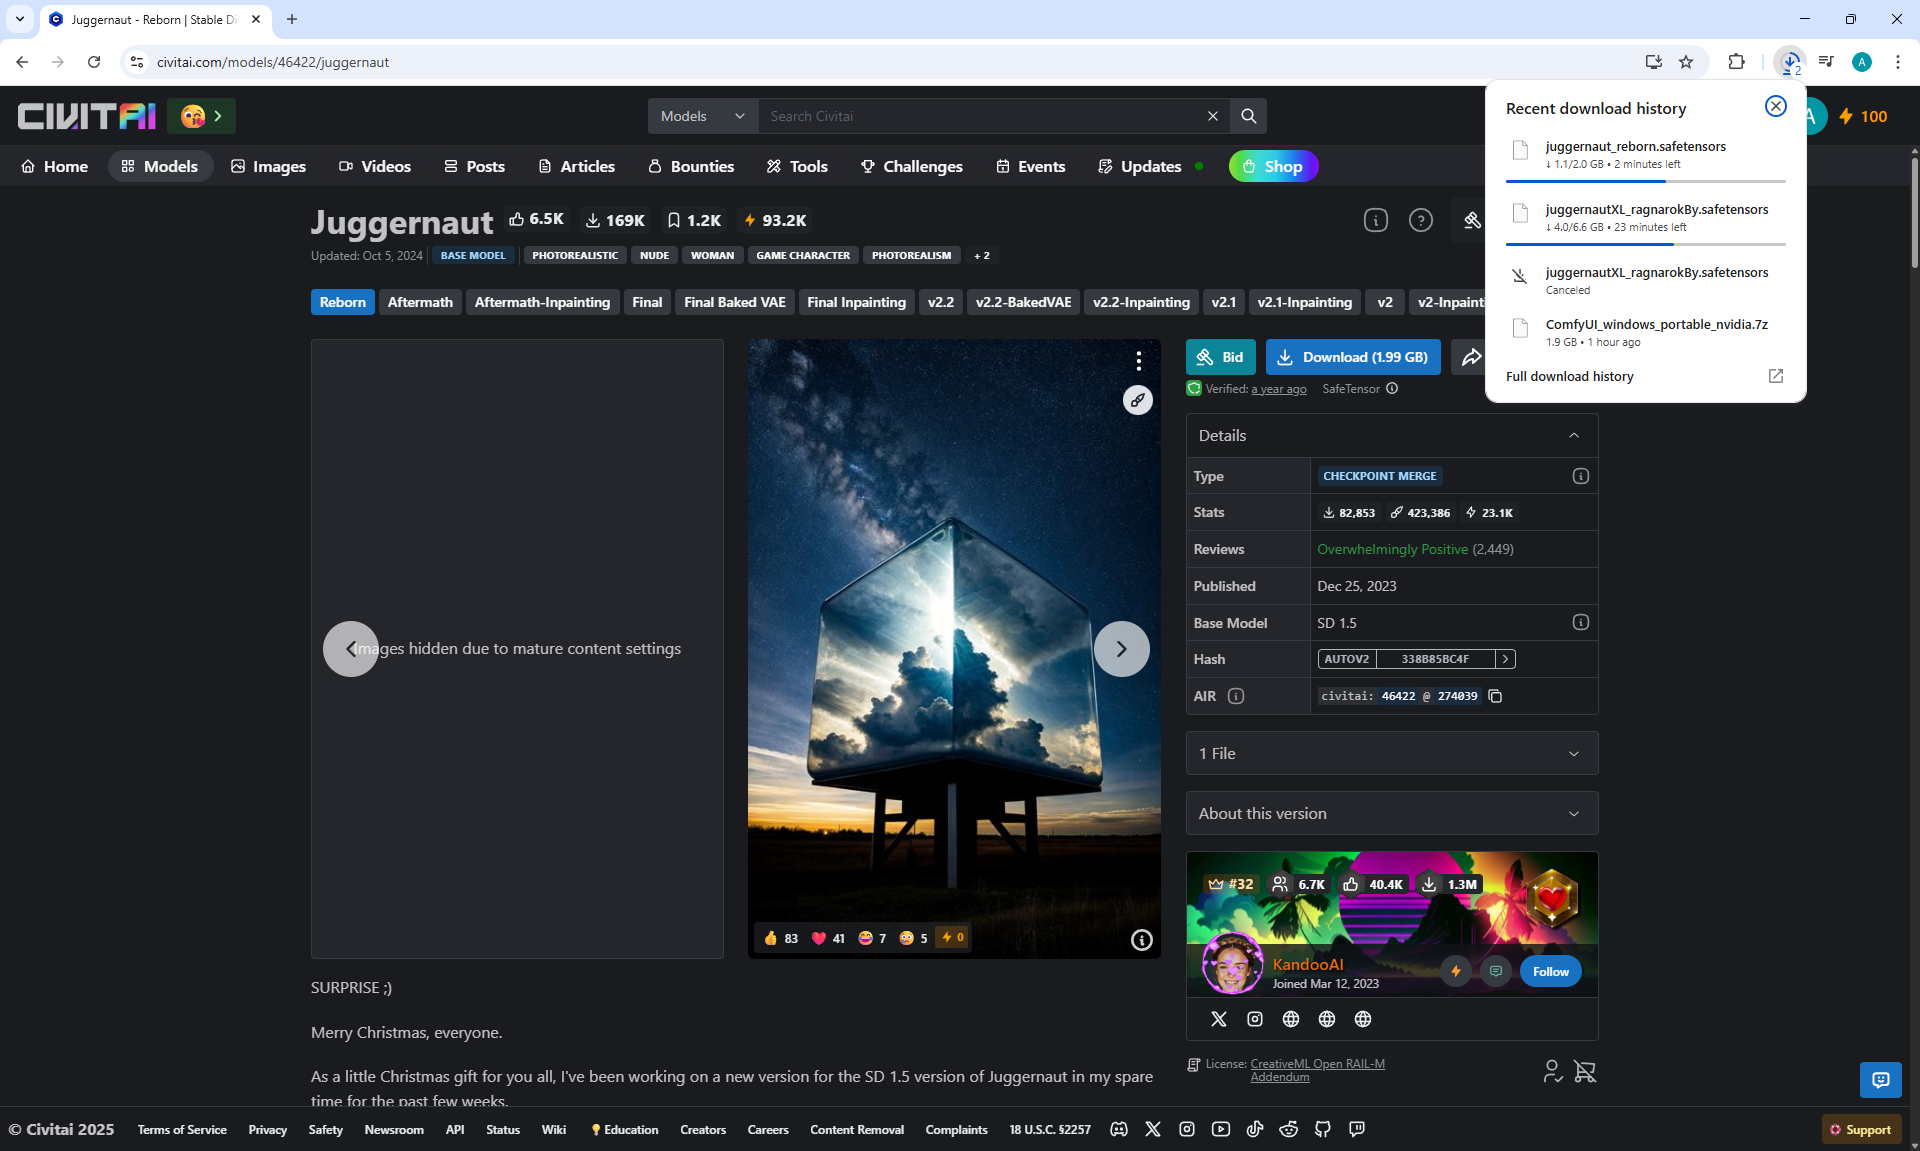 Juggernaut - Reborn | Stable Di
civitai.com/models/46422/juggernaut
2
A
CIVITAI
Models
Search Civitai
A
100
Home
Models
Images
Videos
Posts
Articles
Bounties
Tools
Challenges
Events
Updates
Shop
Recent download history
juggernaut_reborn.safetensors
↓ 1.1/2.0 GB • 2 minutes left
juggernautXL_ragnarokBy.safetensors
↓ 4.0/6.6 GB • 23 minutes left
juggernautXL_ragnarokBy.safetensors
Canceled
ComfyUI_windows_portable_nvidia.7z
1.9 GB • 1 hour ago
Full download history
Juggernaut
6.5K
169K
1.2K
93.2K
Updated: Oct 5, 2024
BASE MODEL
PHOTOREALISTIC
NUDE
WOMAN
GAME CHARACTER
PHOTOREALISM
+ 2
Reborn
Aftermath
Aftermath-Inpainting
Final
Final Baked VAE
Final Inpainting
v2.2
v2.2-BakedVAE
v2.2-Inpainting
v2.1
v2.1-Inpainting
v2
v2-Inpainti
Images hidden due to mature content settings
83
41
7
5
0
Bid
Download (1.99 GB)
Verified: a year ago
SafeTensor
Details
Type
CHECKPOINT MERGE
Stats
82,853
423,386
23.1K
Reviews
Overwhelmingly Positive (2,449)
Published
Dec 25, 2023
Base Model
SD 1.5
Hash
AUTOV2
338B85BC4F
AIR
civitai: 46422 @ 274039
1 File
About this version
#32
6.7K
40.4K
1.3M
KandooAI
Joined Mar 12, 2023
Follow
License: CreativeML Open RAIL-M
Addendum
SURPRISE ;)
Merry Christmas, everyone.
As a little Christmas gift for you all, I've been working on a new version for the SD 1.5 version of Juggernaut in my spare
time for the past few weeks.
© Civitai 2025
Terms of Service
Privacy
Safety
Newsroom
API
Status
Wiki
Education
Creators
Careers
Content Removal
Complaints
18 U.S.C. §2257
Support